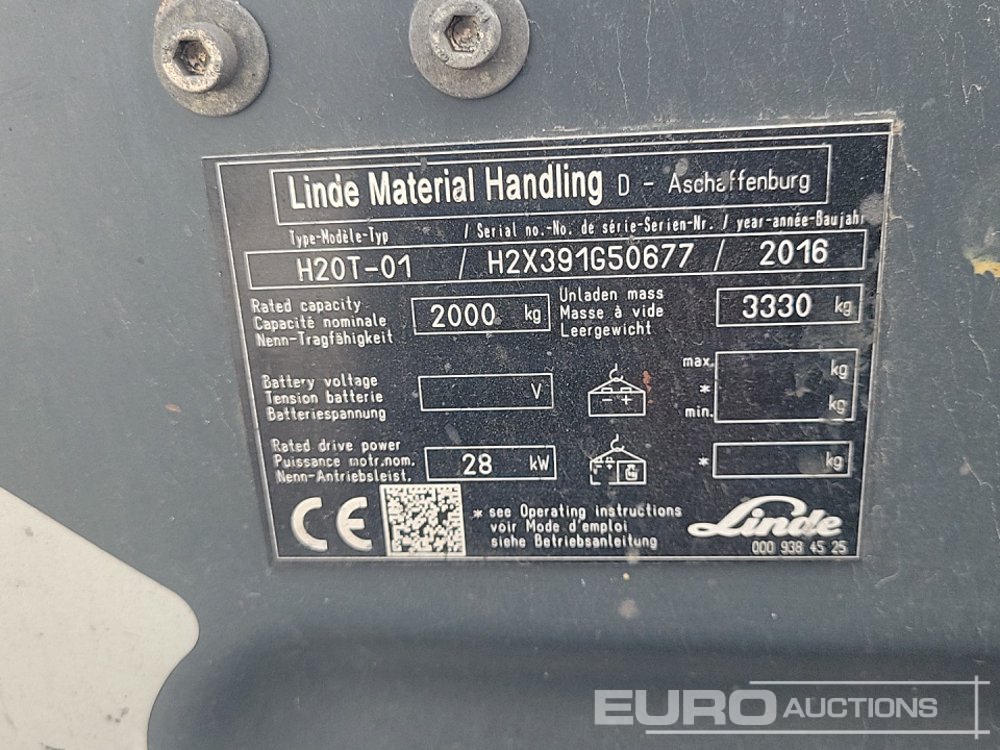 Linde Material Handling D - Aschaffenburg
Type-Modèle-Typ / Serial no.-No. de série-Serien-Nr. / year-année-Baujahr
H20T-01 / H2X391G50677 / 2016
Rated capacity
Capacité nominale
Nenn-Tragfähigkeit
2000 kg
Unladen mass
Masse à vide
Leergewicht
3330 kg
Battery voltage
Tension batterie
Batteriespannung
V
- +
max.
*
min.
kg
kg
Rated drive power
Puissance motr.nom.
Nenn-Antriebsleist.
28 kW
* kg
CE
* see Operating instructions
voir Mode d'emploi
siehe Betriebsanleitung
Linde
000 938 45 25
EURO AUCTIONS